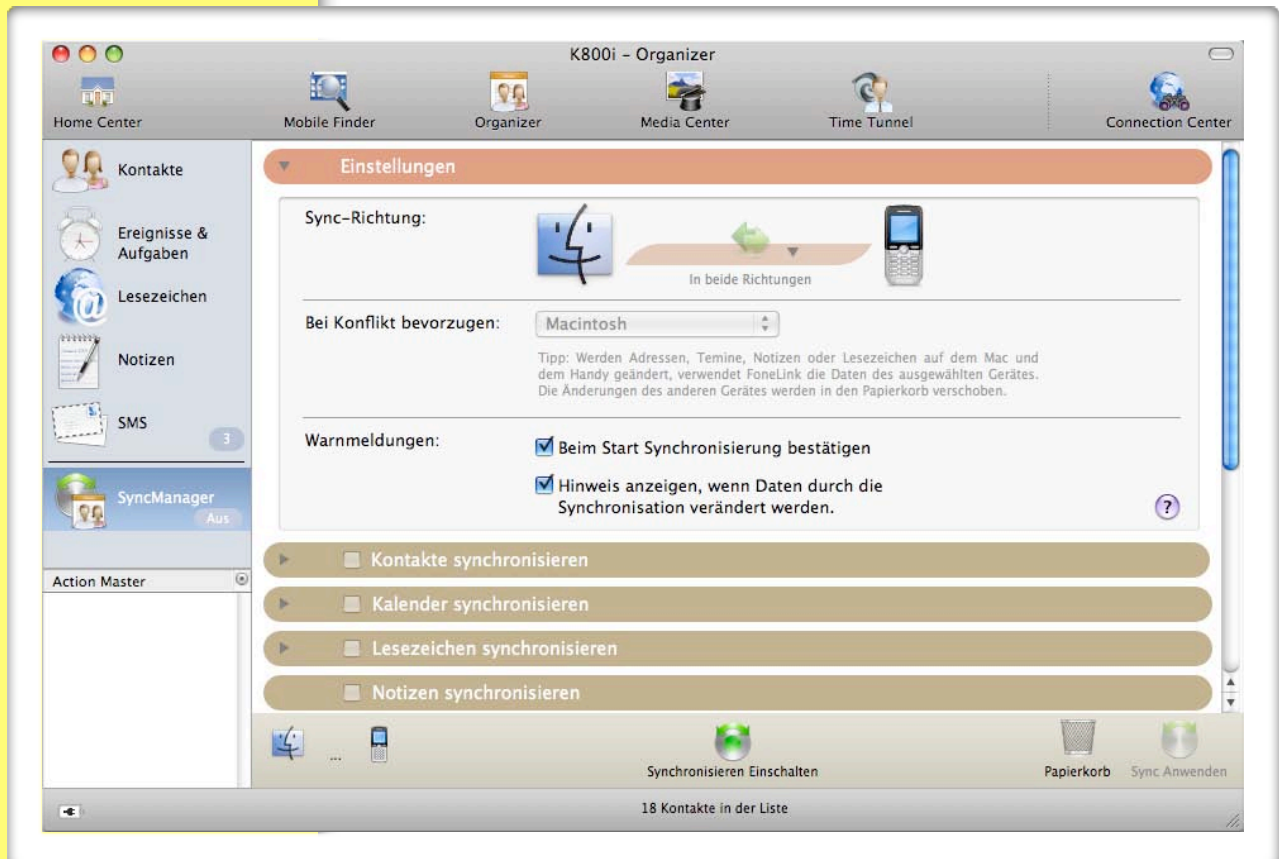 K800i – Organizer
Home Center
Mobile Finder
Organizer
Media Center
Time Tunnel
Connection Center
Kontakte
Ereignisse &
Aufgaben
Lesezeichen
Notizen
SMS
3
SyncManager
Aus
Action Master
Einstellungen
Sync-Richtung:
In beide Richtungen
Bei Konflikt bevorzugen:
Macintosh
Tipp: Werden Adressen, Temine, Notizen oder Lesezeichen auf dem Mac und
dem Handy geändert, verwendet FoneLink die Daten des ausgewählten Gerätes.
Die Änderungen des anderen Gerätes werden in den Papierkorb verschoben.
Warnmeldungen:
Beim Start Synchronisierung bestätigen
Hinweis anzeigen, wenn Daten durch die
Synchronisation verändert werden.
?
Kontakte synchronisieren
Kalender synchronisieren
Lesezeichen synchronisieren
Notizen synchronisieren
...
Synchronisieren Einschalten
Papierkorb
Sync Anwenden
18 Kontakte in der Liste